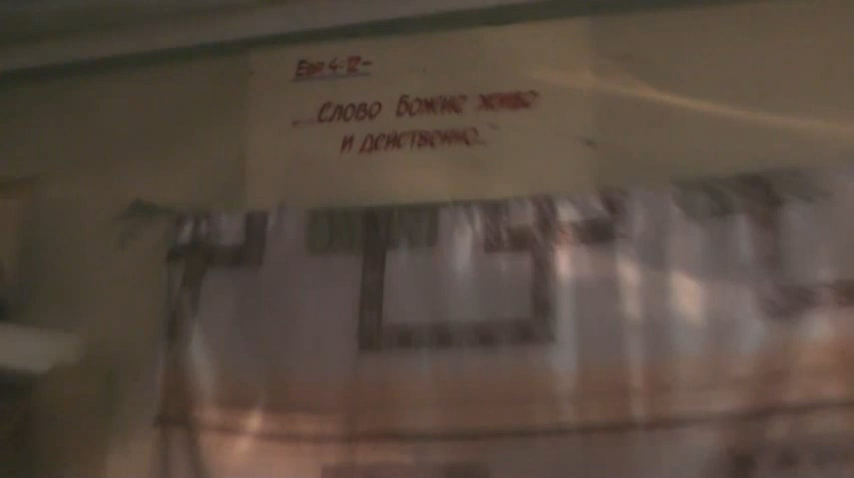 Евр 4:12-
„...Слово Божие живо
и действенно..."